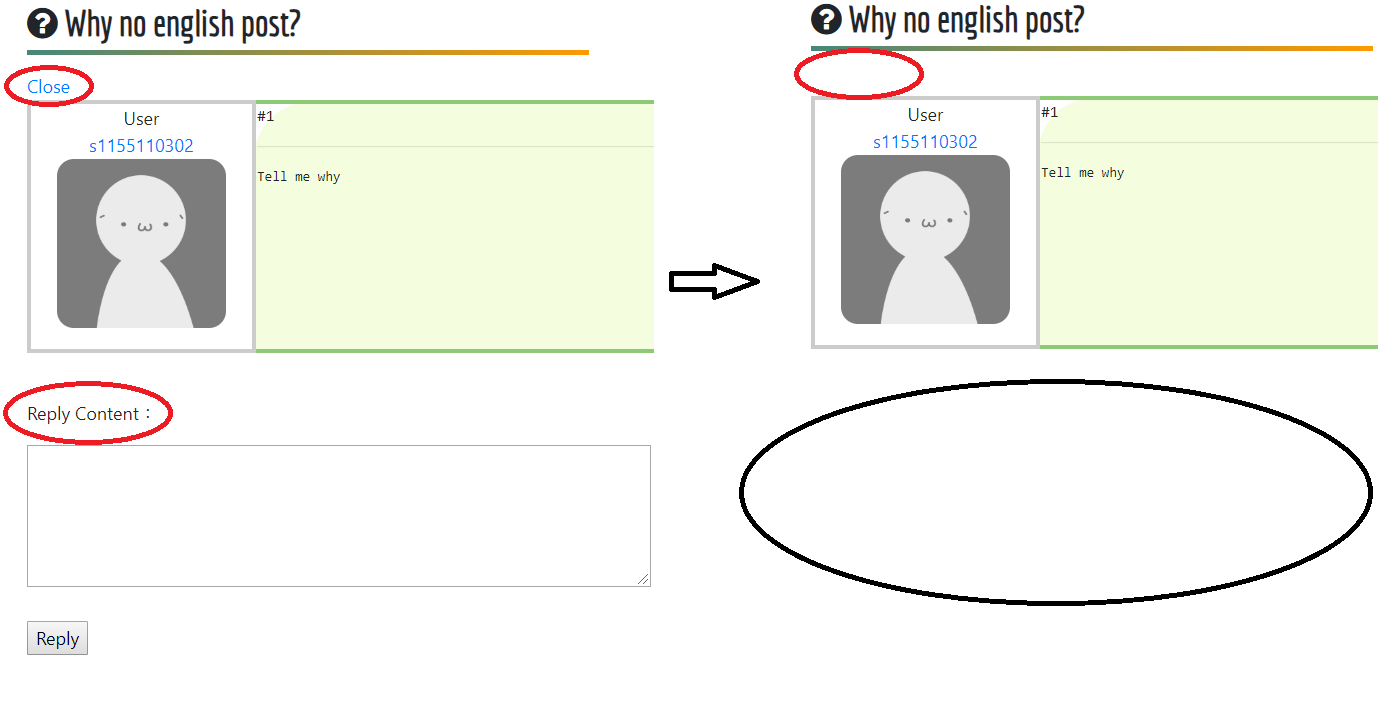 Why no english post?
Close
User
s1155110302
#1
Tell me why
Reply Content：
Reply
Why no english post?
User
s1155110302
#1
Tell me why